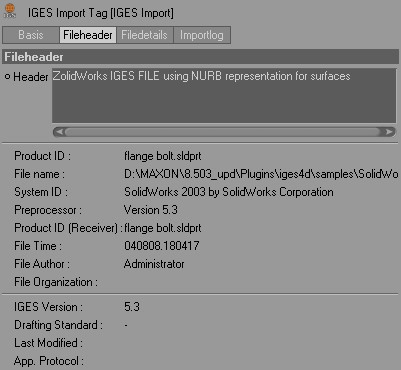 IGES Import Tag [IGES Import]
Basis Fileheader Filedetails Importlog
Fileheader
Header ZolidWorks IGES FILE using NURB representation for surfaces
Product ID : flange bolt.sldprt
File name : D:\MAXON\8.503_upd\Plugins\iges4d\samples\SolidWo
System ID : SolidWorks 2003 by SolidWorks Corporation
Preprocessor : Version 5.3
Product ID (Receiver) : flange bolt.sldprt
File Time : 040808.180417
File Author : Administrator
File Organization :
IGES Version : 5.3
Drafting Standard : -
Last Modified :
App. Protocol :